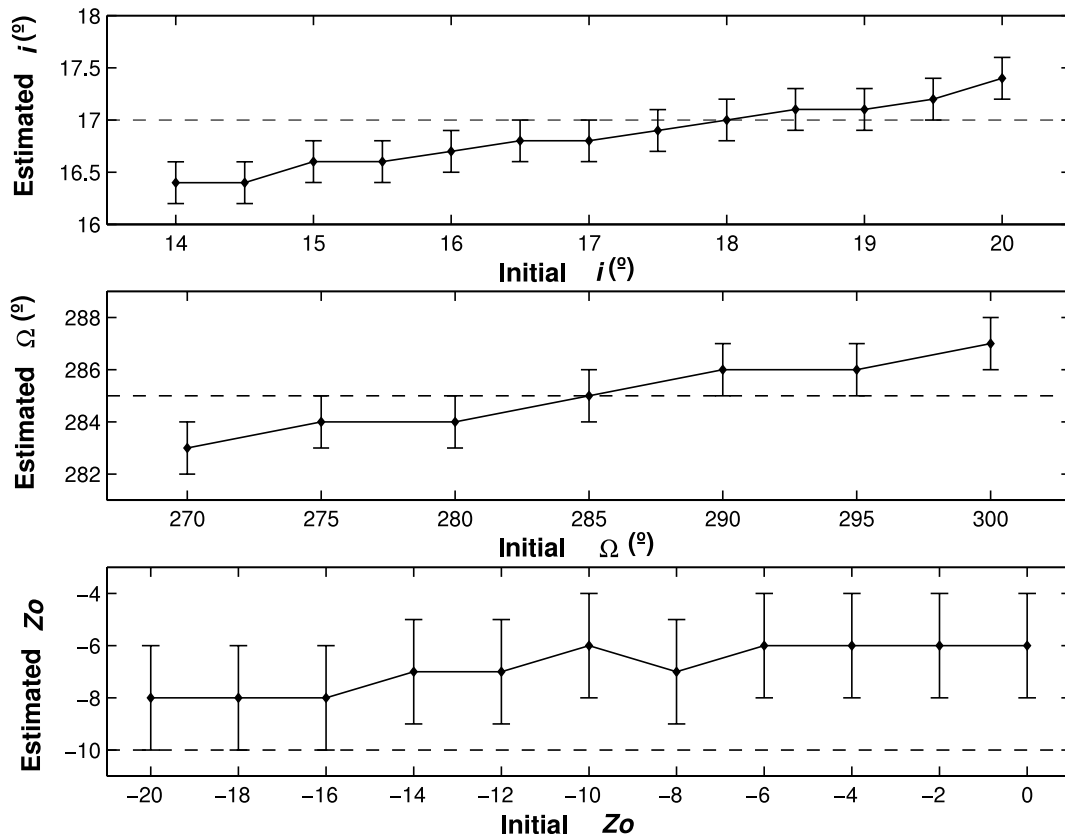 Estimated i(º)
18
17.5
17
16.5
16
14 15 16 17 18 19 20
Initial i(º)
Estimated Ω(º)
288
286
284
282
270 275 280 285 290 295 300
Initial Ω(º)
Estimated Zo
−4
−6
−8
−10
−20 −18 −16 −14 −12 −10 −8 −6 −4 −2 0
Initial Zo